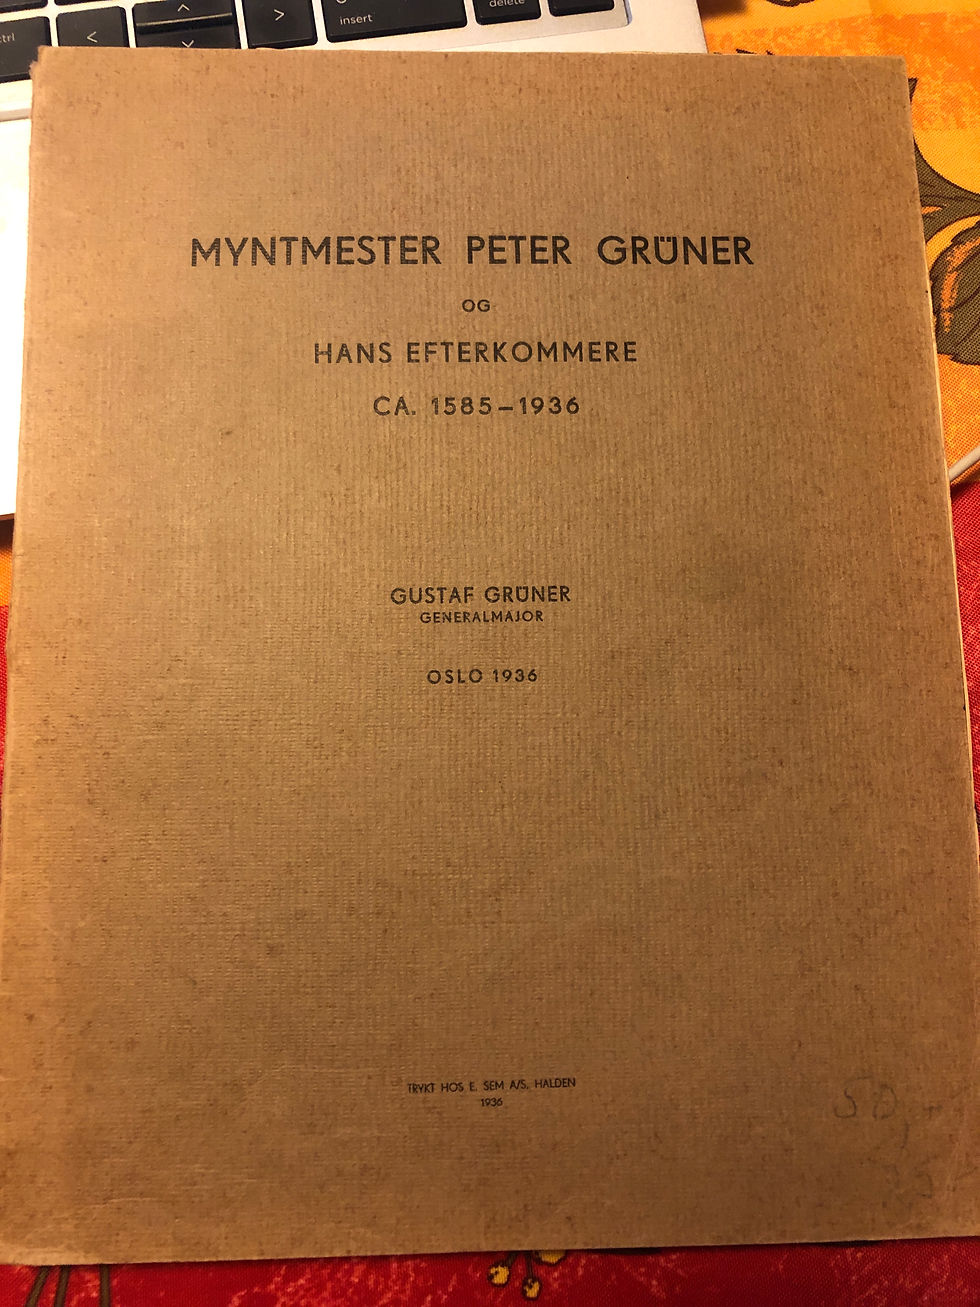 ctrl
<
^
>
insert
delete
MYNTMESTER PETER GRÜNER
OG
HANS EFTERKOMMERE
CA. 1585–1936
GUSTAF GRÜNER
GENERALMAJOR
OSLO 1936
TRYKT HOS E. SEM A/S. HALDEN
1936